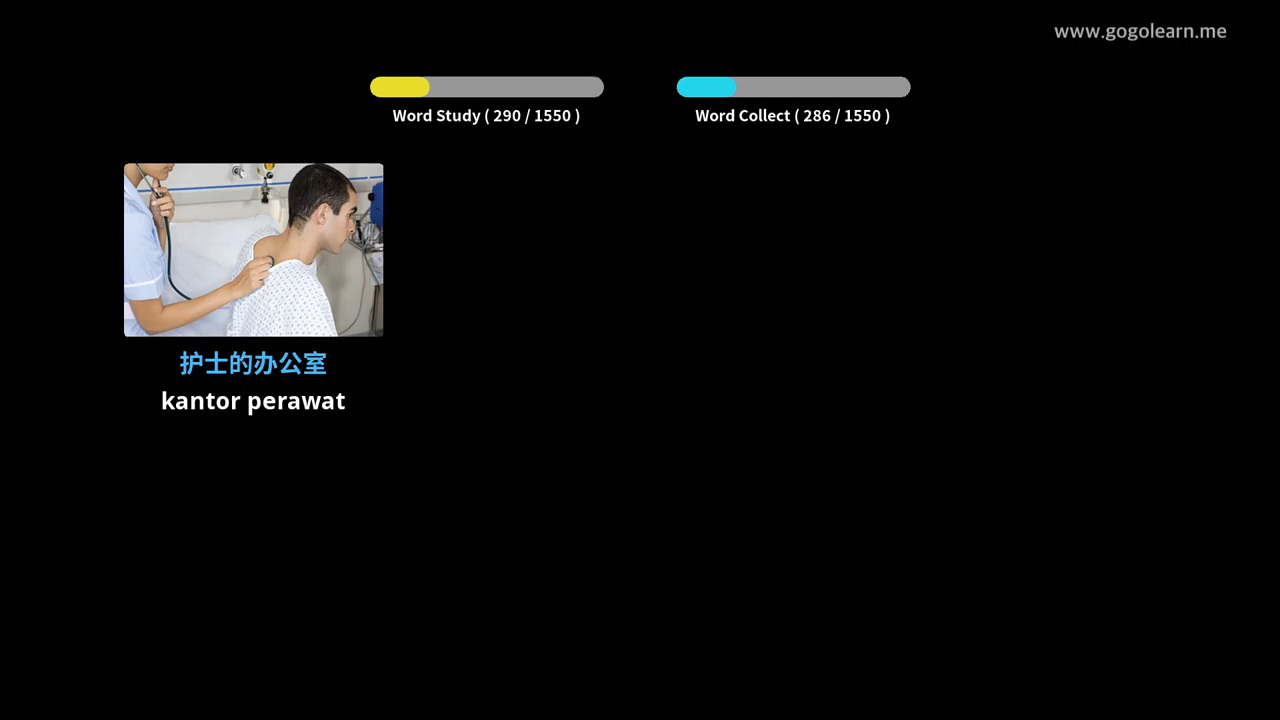 www.gogolearn.me
Word Study ( 290 / 1550 )
Word Collect ( 286 / 1550 )
护士的办公室
kantor perawat